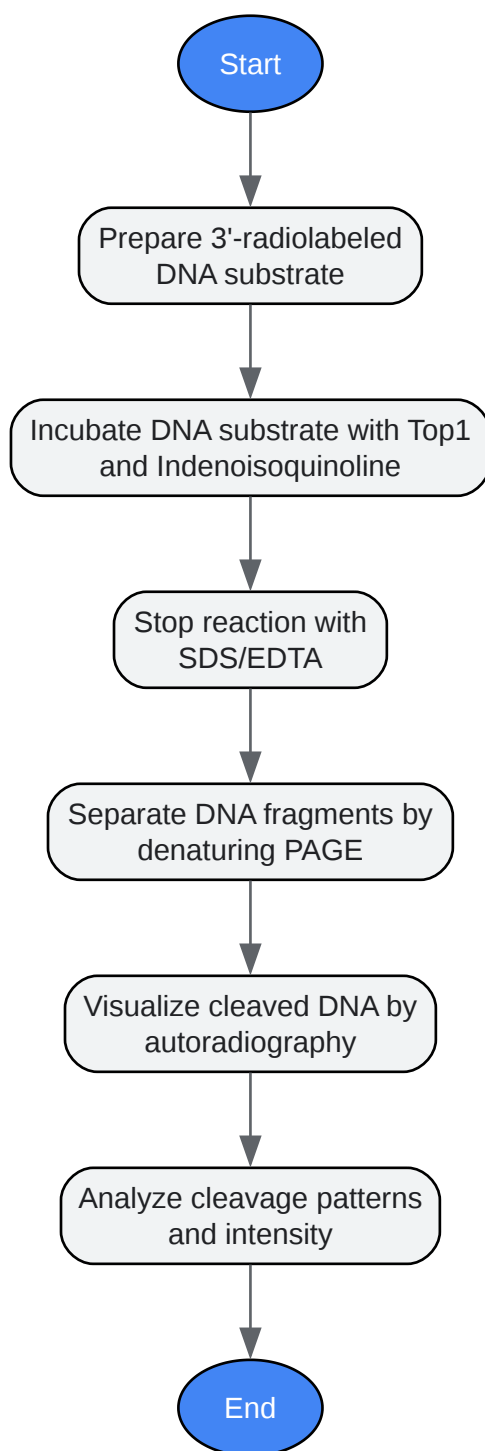 Start
Prepare 3'-radiolabeled
DNA substrate
Incubate DNA substrate with Top1
and Indenoisoquinoline
Stop reaction with
SDS/EDTA
Separate DNA fragments by
denaturing PAGE
Visualize cleaved DNA by
autoradiography
Analyze cleavage patterns
and intensity
End